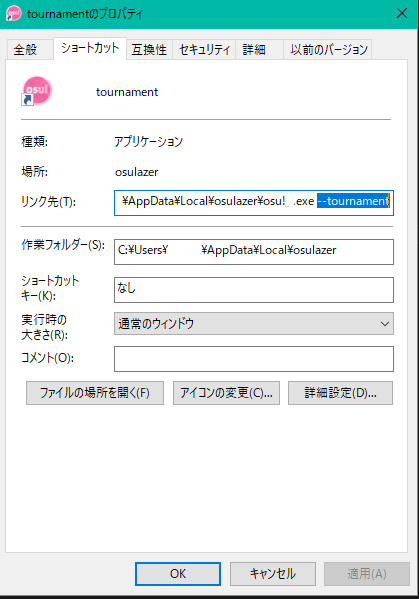 tournamentのプロパティ
全般 ショートカット 互換性 セキュリティ 詳細 以前のバージョン
osu! tournament
種類: アプリケーション
場所: osulazer
リンク先(T): ¥AppData¥Local¥osulazer¥osu!_ .exe --tournament
作業フォルダー(S): C:¥Users¥ ¥AppData¥Local¥osulazer
ショートカット
キー(K): なし
実行時の
大きさ(R): 通常のウィンドウ
コメント(O):
ファイルの場所を開く(F) アイコンの変更(C)... 詳細設定(D)...
OK キャンセル 適用(A)